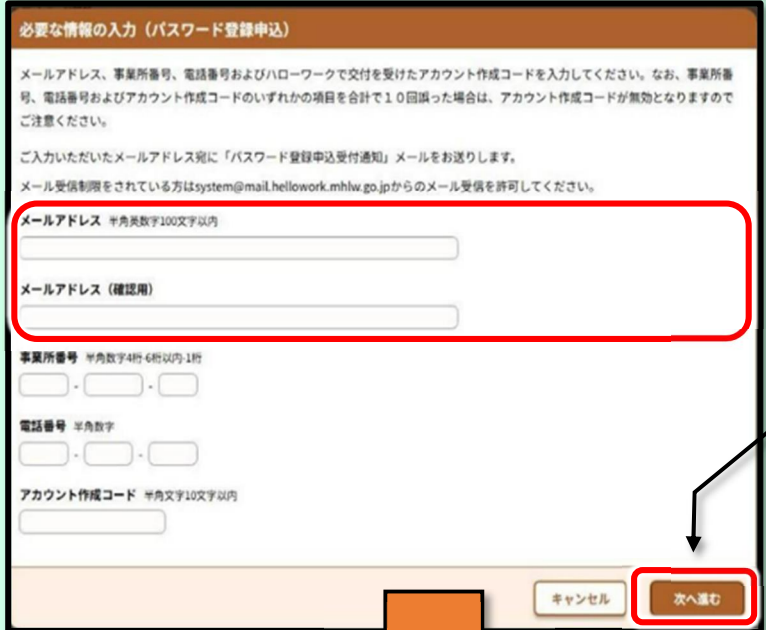 必要な情報の入力（パスワード登録申込）
メールアドレス、事業所番号、電話番号およびハローワークで交付を受けたアカウント作成コードを入力してください。なお、事業所番
号、電話番号およびアカウント作成コードのいずれかの項目を合計で１０回誤った場合は、アカウント作成コードが無効となりますので
ご注意ください。
ご入力いただいたメールアドレス宛に「パスワード登録申込受付通知」メールをお送りします。
メール受信制限をされている方はsystem@mail.hellowork.mhlw.go.jpからのメール受信を許可してください。
メールアドレス 半角英数字100文字以内
メールアドレス（確認用）
事業所番号 半角数字4桁-6桁以内-1桁
- -
電話番号 半角数字
- -
アカウント作成コード 半角文字10文字以内
キャンセル 次へ進む